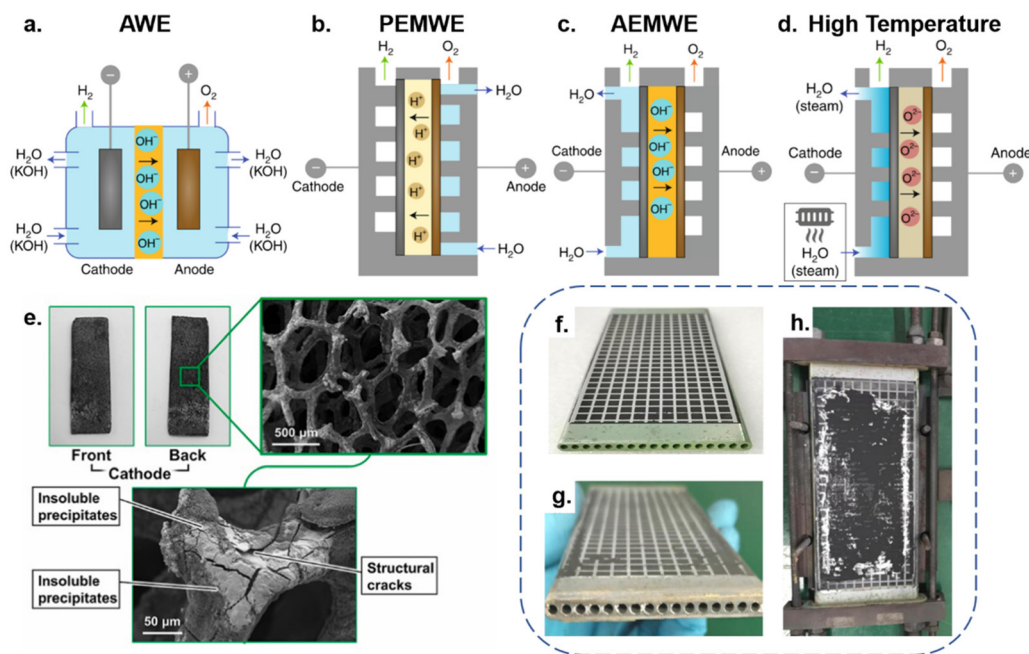 a. AWE
b. PEMWE
c. AEMWE
d. High Temperature
−
+
H₂
O₂
OH⁻
OH⁻
OH⁻
OH⁻
H₂O
(KOH)
H₂O
(KOH)
H₂O
(KOH)
H₂O
(KOH)
Cathode
Anode
H₂
O₂
H⁺
H⁺
H⁺
H⁺
H⁺
H₂O
−
+
Cathode
Anode
H₂O
H₂
O₂
H₂O
OH⁻
OH⁻
OH⁻
OH⁻
Cathode
Anode
−
+
H₂O
H₂
O₂
H₂O
(steam)
O²⁻
O²⁻
O²⁻
O²⁻
Cathode
Anode
−
+
H₂O
(steam)
e.
Front
Back
Cathode
500 µm
Insoluble
precipitates
Insoluble
precipitates
Structural
cracks
50 µm
f.
g.
h.